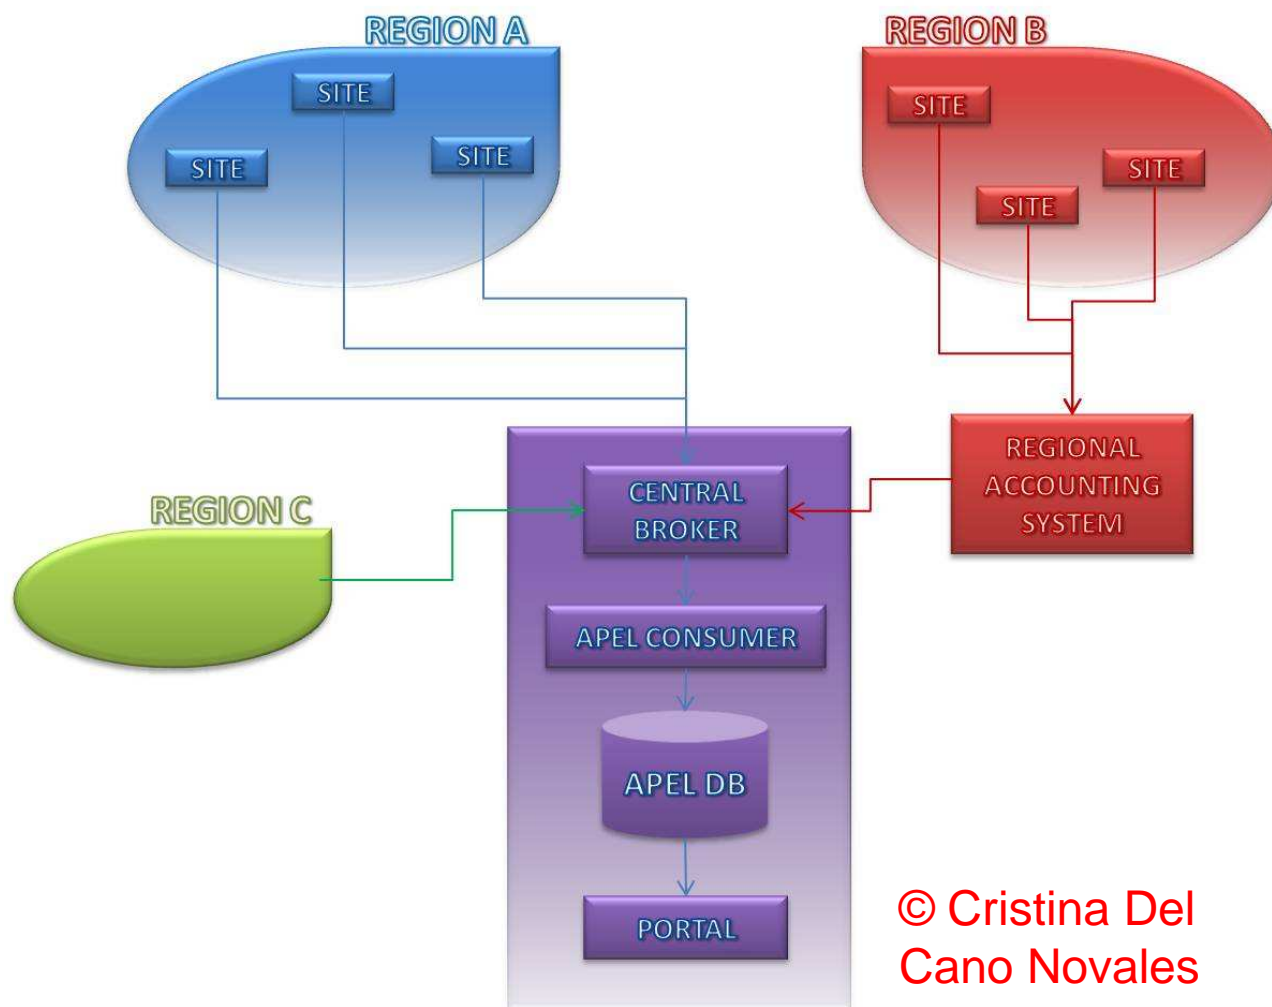 REGION A
REGION B
SITE
SITE
SITE
SITE
SITE
SITE
REGIONAL
ACCOUNTING
SYSTEM
CENTRAL
BROKER
REGION C
APEL CONSUMER
APEL DB
PORTAL
© Cristina Del
Cano Novales